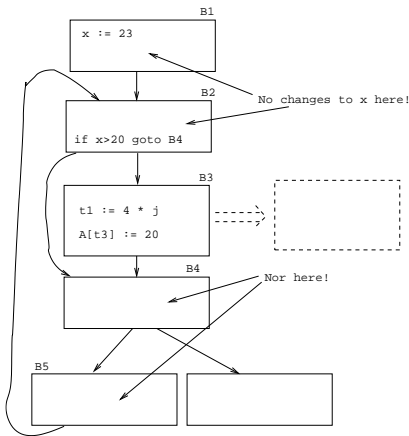 B1
x := 23
B2
No changes to x here!
if x>20 goto B4
B3
t1 := 4 * j
A[t3] := 20
B4
Nor here!
B5